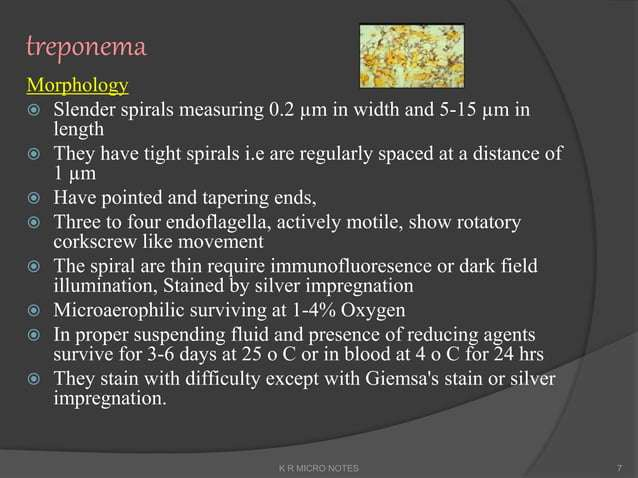 treponema
Morphology
Slender spirals measuring 0.2 µm in width and 5-15 µm in
length
They have tight spirals i.e are regularly spaced at a distance of
1 µm
Have pointed and tapering ends,
Three to four endoflagella, actively motile, show rotatory
corkscrew like movement
The spiral are thin require immunofluoresence or dark field
illumination, Stained by silver impregnation
Microaerophilic surviving at 1-4% Oxygen
In proper suspending fluid and presence of reducing agents
survive for 3-6 days at 25 o C or in blood at 4 o C for 24 hrs
They stain with difficulty except with Giemsa's stain or silver
impregnation.
K R MICRO NOTES
7